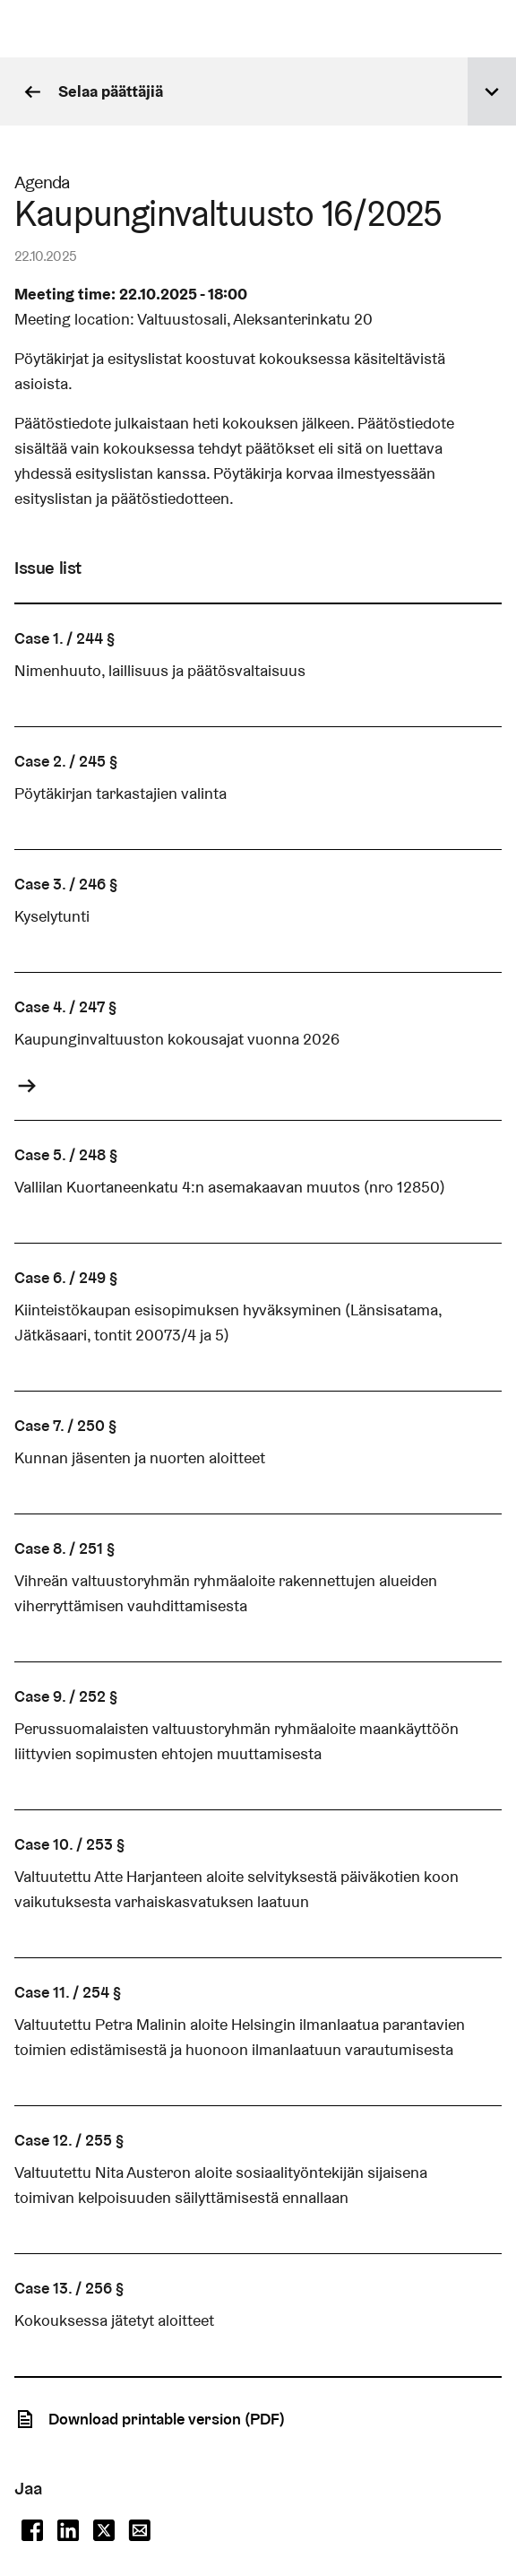 Selaa päättäjiä
Agenda
Kaupunginvaltuusto 16/2025
22.10.2025
Meeting time: 22.10.2025 - 18:00
Meeting location: Valtuustosali, Aleksanterinkatu 20
Pöytäkirjat ja esityslistat koostuvat kokouksessa käsiteltävistä
asioista.
Päätöstiedote julkaistaan heti kokouksen jälkeen. Päätöstiedote
sisältää vain kokouksessa tehdyt päätökset eli sitä on luettava
yhdessä esityslistan kanssa. Pöytäkirja korvaa ilmestyessään
esityslistan ja päätöstiedotteen.
Issue list
Case 1. / 244 §
Nimenhuuto, laillisuus ja päätösvaltaisuus
Case 2. / 245 §
Pöytäkirjan tarkastajien valinta
Case 3. / 246 §
Kyselytunti
Case 4. / 247 §
Kaupunginvaltuuston kokousajat vuonna 2026
Case 5. / 248 §
Vallilan Kuortaneenkatu 4:n asemakaavan muutos (nro 12850)
Case 6. / 249 §
Kiinteistökaupan esisopimuksen hyväksyminen (Länsisatama,
Jätkäsaari, tontit 20073/4 ja 5)
Case 7. / 250 §
Kunnan jäsenten ja nuorten aloitteet
Case 8. / 251 §
Vihreän valtuustoryhmän ryhmäaloite rakennettujen alueiden
viherryttämisen vauhdittamisesta
Case 9. / 252 §
Perussuomalaisten valtuustoryhmän ryhmäaloite maankäyttöön
liittyvien sopimusten ehtojen muuttamisesta
Case 10. / 253 §
Valtuutettu Atte Harjanteen aloite selvityksestä päiväkotien koon
vaikutuksesta varhaiskasvatuksen laatuun
Case 11. / 254 §
Valtuutettu Petra Malinin aloite Helsingin ilmanlaatua parantavien
toimien edistämisestä ja huonoon ilmanlaatuun varautumisesta
Case 12. / 255 §
Valtuutettu Nita Austeron aloite sosiaalityöntekijän sijaisena
toimivan kelpoisuuden säilyttämisestä ennallaan
Case 13. / 256 §
Kokouksessa jätetyt aloitteet
Download printable version (PDF)
Jaa